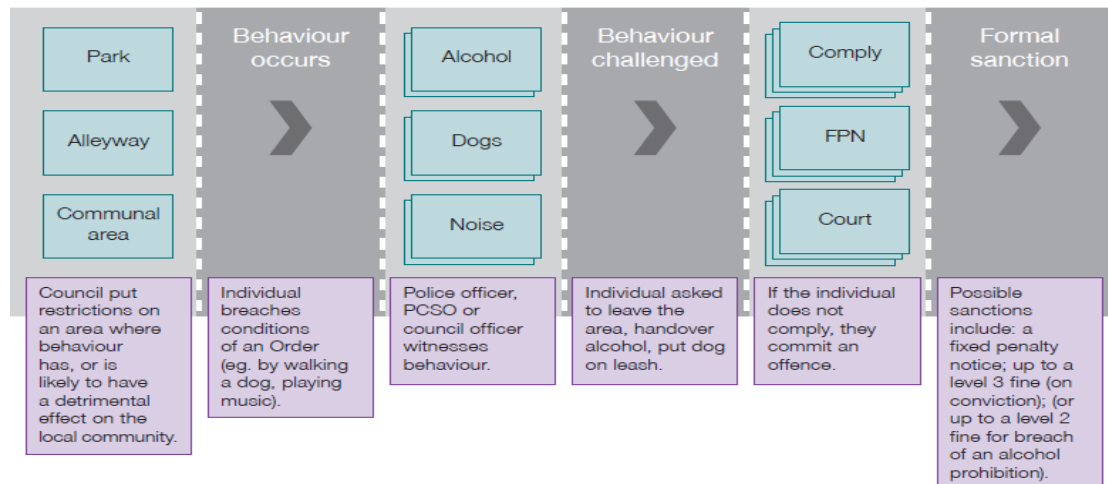 Park
Alleyway
Communal
area
Behaviour
occurs
Alcohol
Dogs
Noise
Behaviour
challenged
Comply
FPN
Court
Formal
sanction
Council put
restrictions on
an area where
behaviour
has, or is
likely to have
a detrimental
effect on the
local community.
Individual
breaches
conditions
of an Order
(eg. by walking
a dog, playing
music).
Police officer,
PCSO or
council officer
witnesses
behaviour.
Individual asked
to leave the
area, handover
alcohol, put dog
on leash.
If the individual
does not
comply, they
commit an
offence.
Possible
sanctions
include: a
fixed penalty
notice; up to a
level 3 fine (on
conviction); (or
up to a level 2
fine for breach
of an alcohol
prohibition).